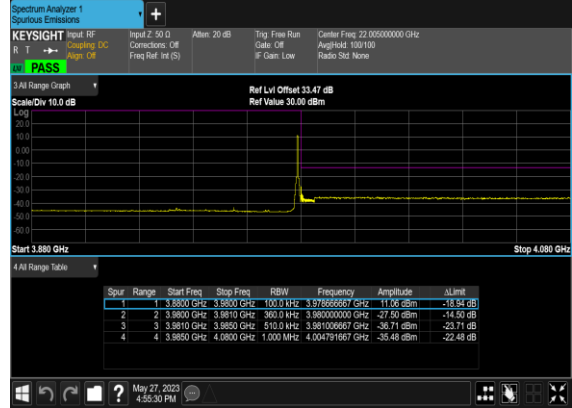 Spectrum Analyzer 1
Spurious Emissions
+
KEYSIGHT Input: RF Input Z: 50 Ω Atten: 20 dB Trig: Free Run Center Freq: 22.005000000 GHz
R T Coupling: DC Corrections: Off Gate: Off Avg|Hold: 100/100
Align: Off Freq Ref: Int (S) IF Gain: Low Radio Std: None
LW PASS
3 All Range Graph
Ref Lvl Offset 33.47 dB
Scale/Div 10.0 dB Ref Value 30.00 dBm
Log
20.0
10.0
0.00
-10.0
-20.0
-30.0
-40.0
-50.0
-60.0
Start 3.880 GHz Stop 4.080 GHz
4 All Range Table
Spur Range Start Freq Stop Freq RBW Frequency Amplitude ΔLimit
1 1 3.8800 GHz 3.9800 GHz 100.0 kHz 3.978666667 GHz 11.06 dBm -18.94 dB
2 2 3.9800 GHz 3.9810 GHz 360.0 kHz 3.980000000 GHz -27.50 dBm -14.50 dB
3 3 3.9810 GHz 3.9850 GHz 510.0 kHz 3.981006667 GHz -36.71 dBm -23.71 dB
4 4 3.9850 GHz 4.0800 GHz 1.000 MHz 4.004791667 GHz -35.48 dBm -22.48 dB
? May 27, 2023
4:55:30 PM